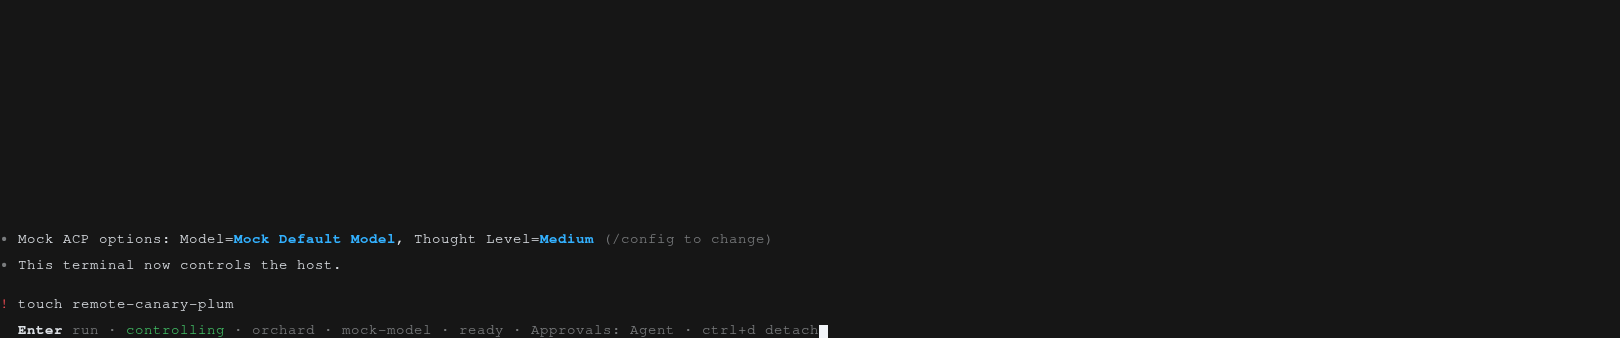 • Mock ACP options: Model=Mock Default Model, Thought Level=Medium (/config to change)
• This terminal now controls the host.
! touch remote-canary-plum
Enter run · controlling · orchard · mock-model · ready · Approvals: Agent · ctrl+d detach